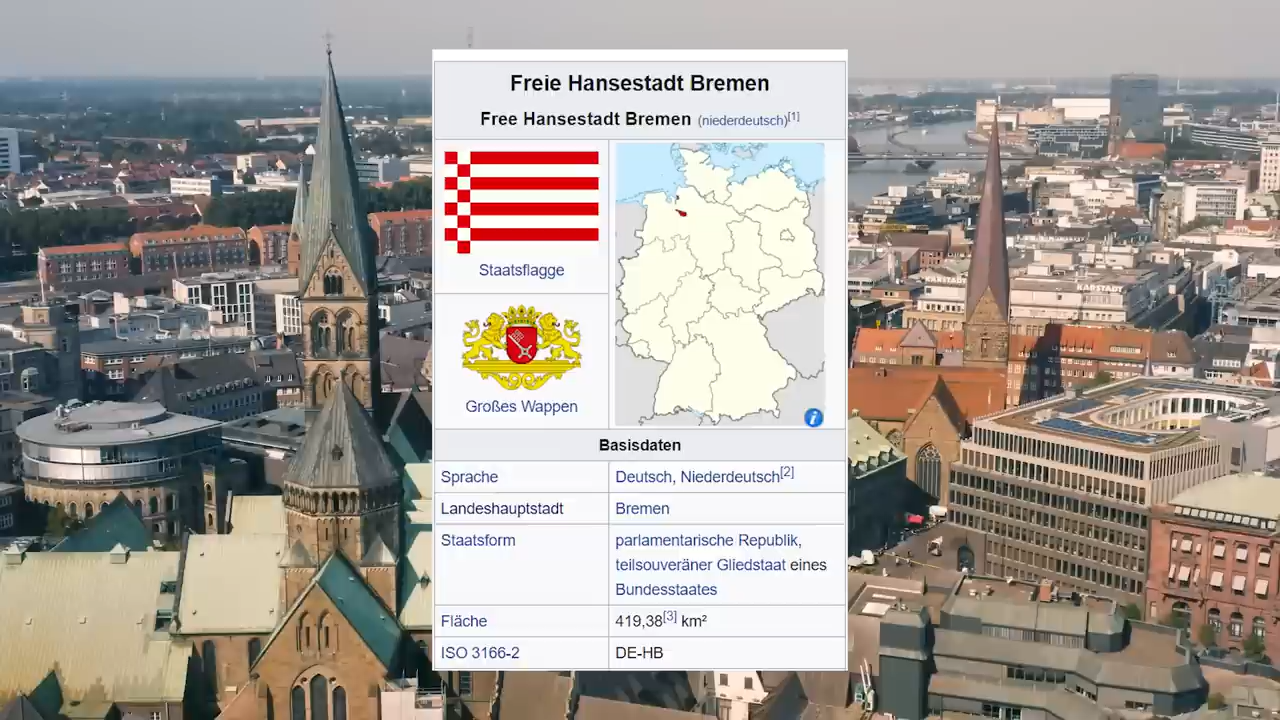 Freie Hansestadt Bremen
Free Hansestadt Bremen (niederdeutsch)[1]
Staatsflagge
Großes Wappen
Basisdaten
Sprache Deutsch, Niederdeutsch[2]
Landeshauptstadt Bremen
Staatsform parlamentarische Republik,
teilsouveräner Gliedstaat eines
Bundesstaates
Fläche 419,38[3] km²
ISO 3166-2 DE-HB
KARSTADT
KARSTADT